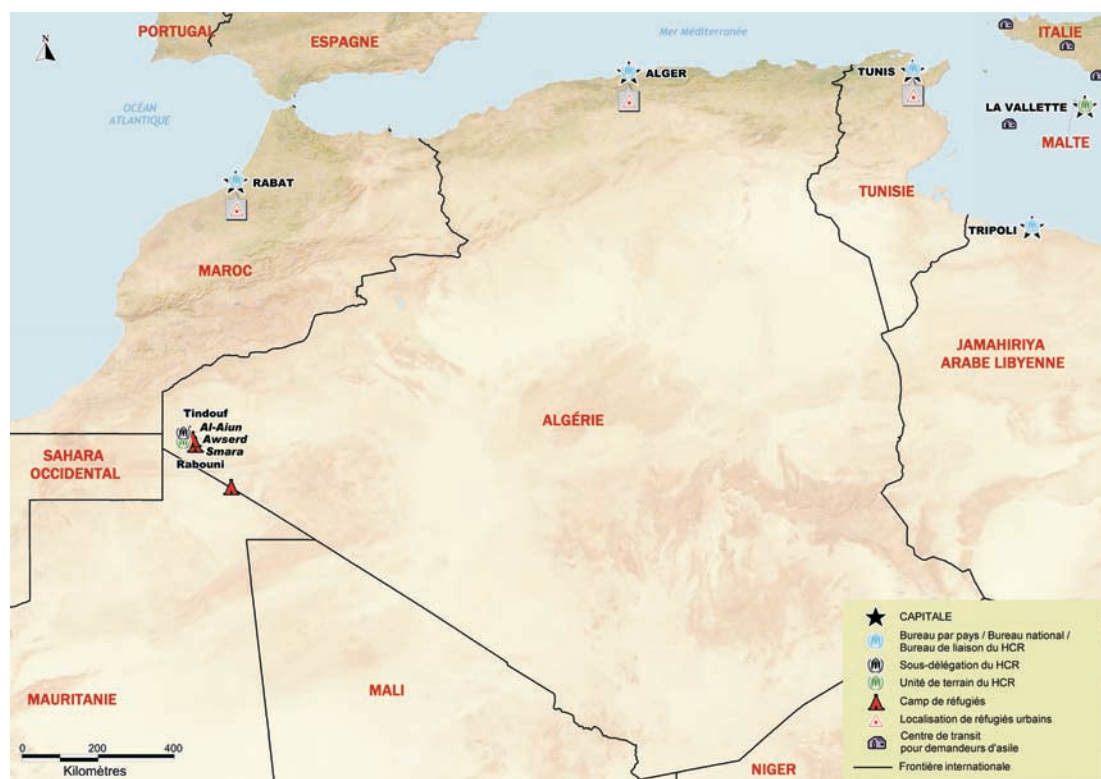 N
PORTUGAL
ESPAGNE
Mer Méditerranée
ITALIE
OCÉAN
ATLANTIQUE
ALGER
TUNIS
LA VALLETTE
MALTE
RABAT
TUNISIE
TRIPOLI
MAROC
JAMAHIRIYA
ARABE LIBYENNE
Tindouf
Al-Aiun
Awserd
Smara
Rabouni
ALGÉRIE
SAHARA
OCCIDENTAL
MAURITANIE
MALI
NIGER
0 200 400
Kilomètres
CAPITALE
Bureau par pays / Bureau national /
Bureau de liaison du HCR
Sous-délégation du HCR
Unité de terrain du HCR
Camp de réfugiés
Localisation de réfugiés urbains
Centre de transit
pour demandeurs d'asile
Frontière internationale